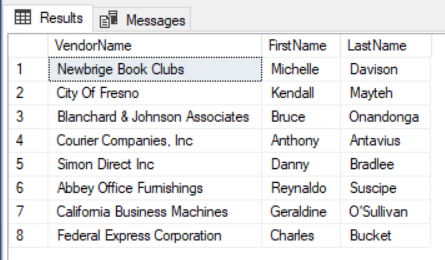 Results Messages
VendorName FirstName LastName
1 Newbrige Book Clubs Michelle Davison
2 City Of Fresno Kendall Mayteh
3 Blanchard & Johnson Associates Bruce Onandonga
4 Courier Companies, Inc Anthony Antavius
5 Simon Direct Inc Danny Bradlee
6 Abbey Office Furnishings Reynaldo Suscipe
7 California Business Machines Geraldine O'Sullivan
8 Federal Express Corporation Charles Bucket